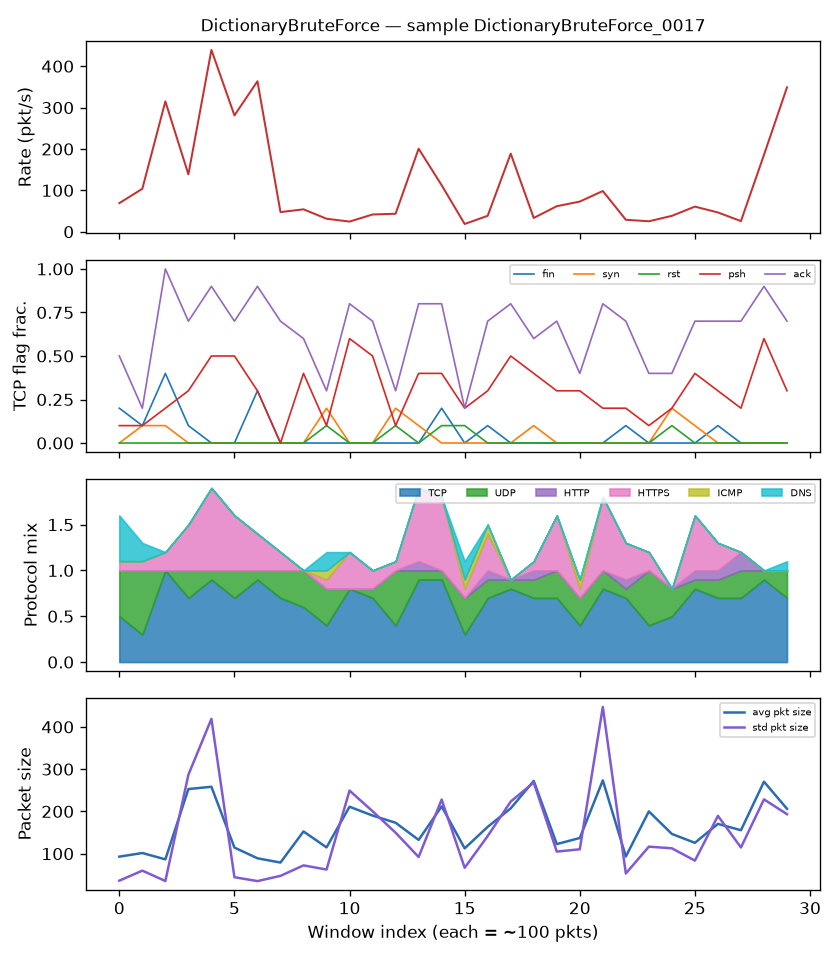 DictionaryBruteForce — sample DictionaryBruteForce_0017
Rate (pkt/s)
400
300
200
100
0
TCP flag frac.
1.00
0.75
0.50
0.25
0.00
fin syn rst psh ack
Protocol mix
1.5
1.0
0.5
0.0
TCP UDP HTTP HTTPS ICMP DNS
Packet size
400
300
200
100
avg pkt size
std pkt size
0 5 10 15 20 25 30
Window index (each = ~100 pkts)